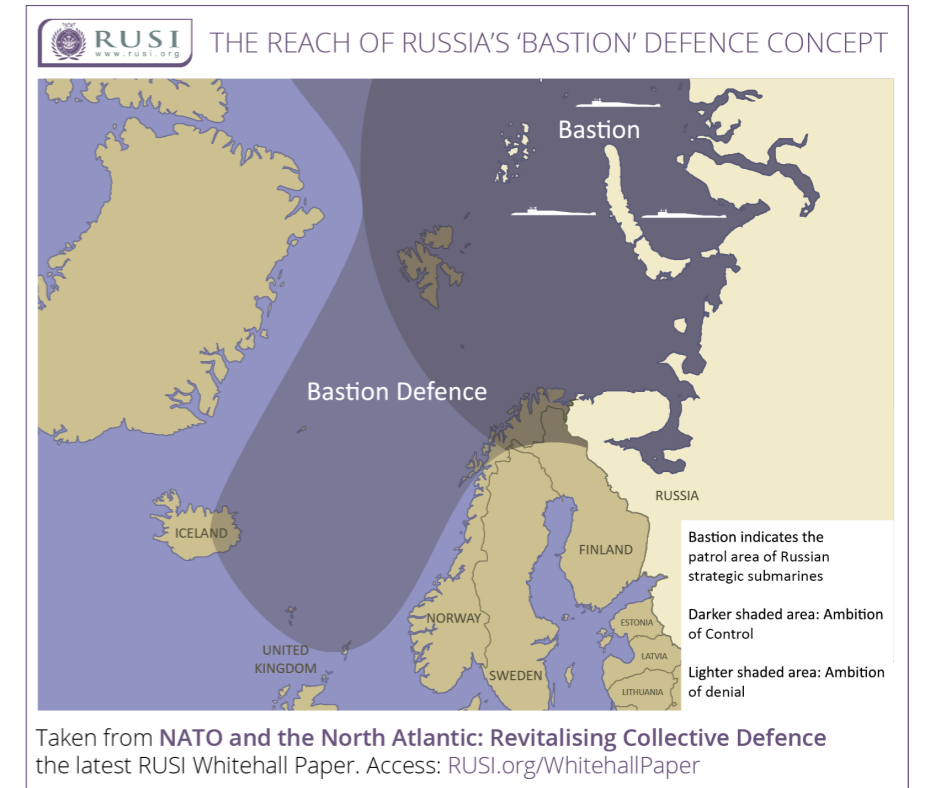 RUSI
www.rusi.org
THE REACH OF RUSSIA'S 'BASTION' DEFENCE CONCEPT
Bastion
Bastion Defence
RUSSIA
ICELAND
FINLAND
NORWAY
SWEDEN
ESTONIA
LATVIA
LITHUANIA
UNITED
KINGDOM
Bastion indicates the
patrol area of Russian
strategic submarines
Darker shaded area: Ambition
of Control
Lighter shaded area: Ambition
of denial
Taken from NATO and the North Atlantic: Revitalising Collective Defence
the latest RUSI Whitehall Paper. Access: RUSI.org/WhitehallPaper